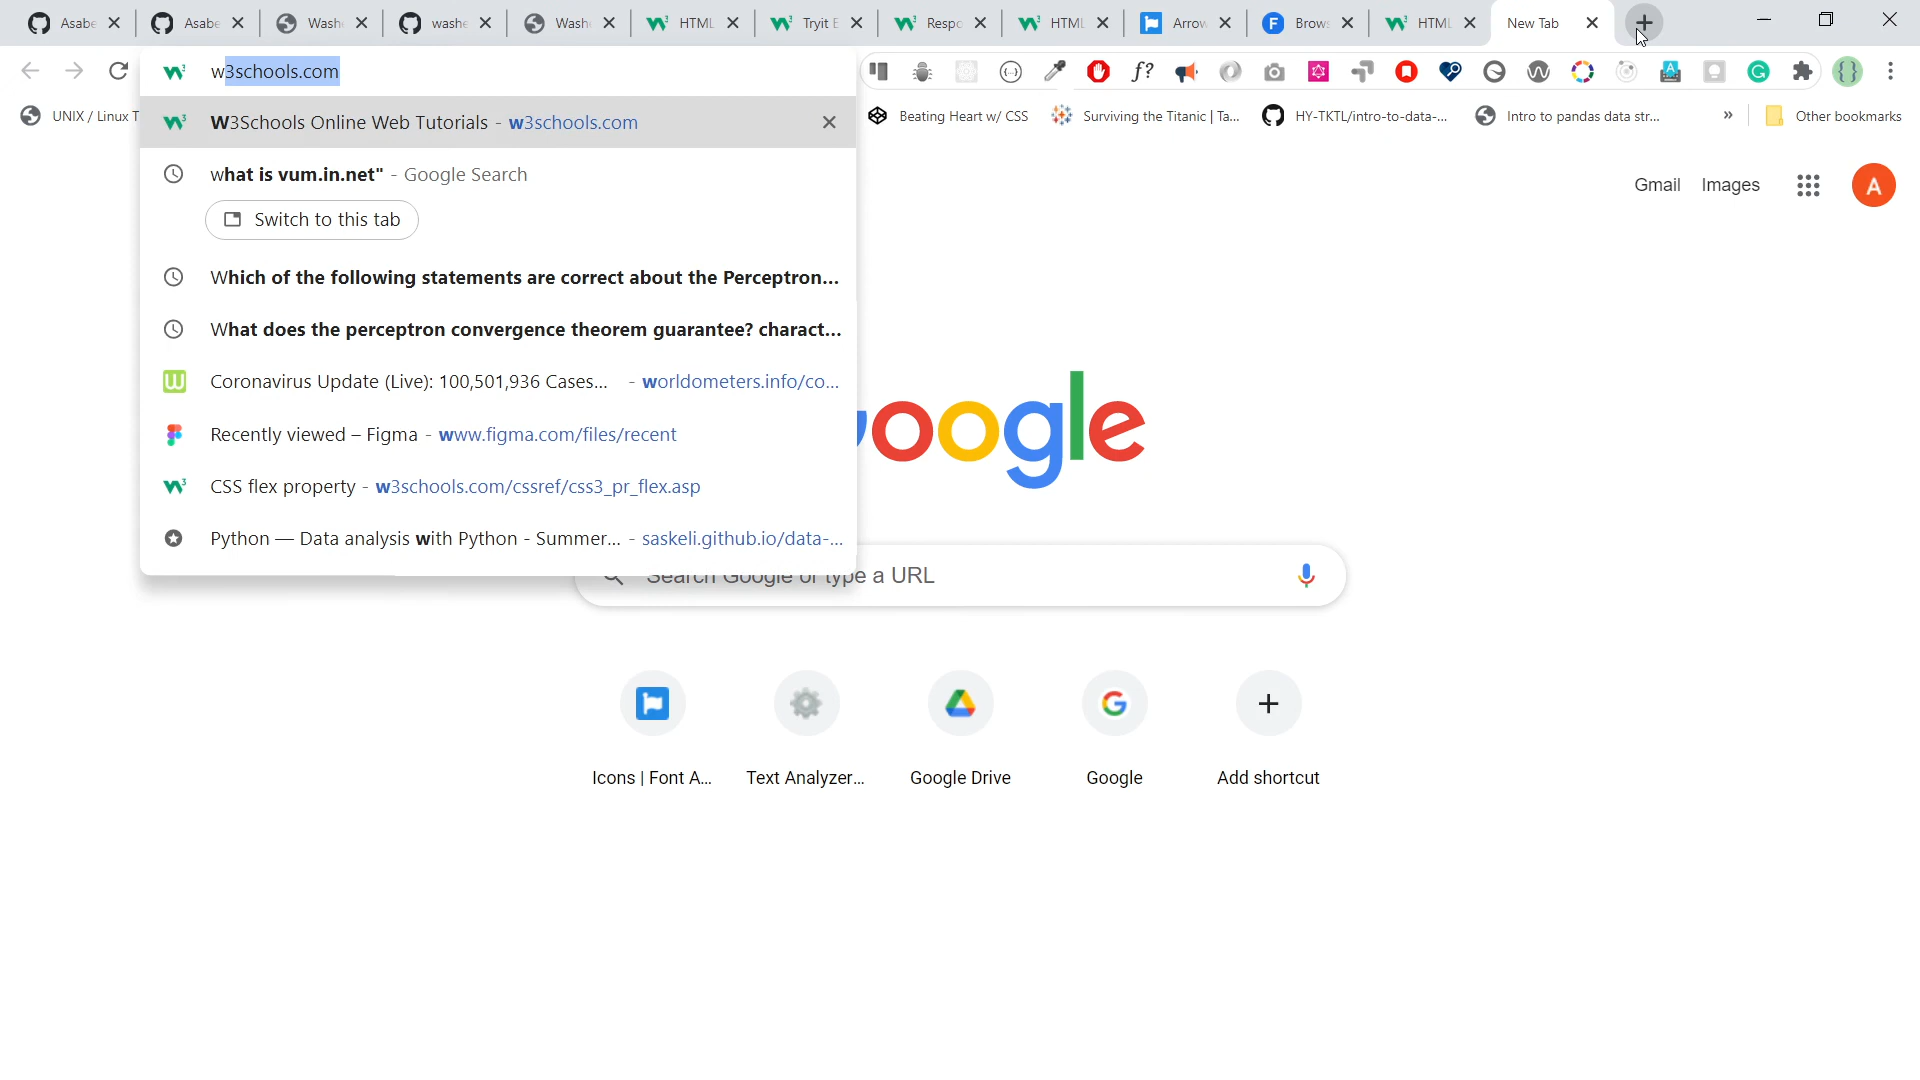 Asabe Asabe Wash washe Wash HTML Tryit E Respo HTML Arrow Brows HTML New Tab
w3schools.com
UNIX / Linux T
Beating Heart w/ CSS Surviving the Titanic | Ta... HY-TKTL/intro-to-data-... Intro to pandas data str... » Other bookmarks
W3Schools Online Web Tutorials - w3schools.com
what is vum.in.net" - Google Search
Switch to this tab
Which of the following statements are correct about the Perceptron...
What does the perceptron convergence theorem guarantee? charact...
Coronavirus Update (Live): 100,501,936 Cases... - worldometers.info/co...
Recently viewed – Figma - www.figma.com/files/recent
CSS flex property - w3schools.com/cssref/css3_pr_flex.asp
Python — Data analysis with Python - Summer... - saskeli.github.io/data-...
Gmail Images A
oogle
Search Google or type a URL
Icons | Font A... Text Analyzer... Google Drive Google Add shortcut